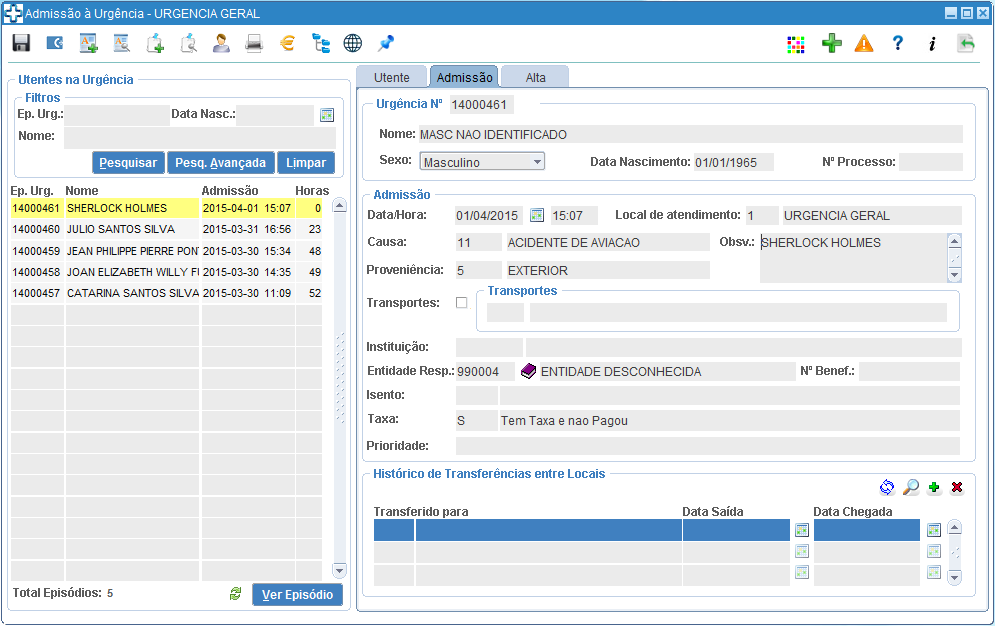 Admissão à Urgência - URGENCIA GERAL
Utentes na Urgência
Filtros
Ep. Urg.: Data Nasc.:
Nome:
Pesquisar Pesq. Avançada Limpar
Ep. Urg. Nome Admissão Horas
14000461 SHERLOCK HOLMES 2015-04-01 15:07 0
14000460 JULIO SANTOS SILVA 2015-03-31 16:56 23
14000459 JEAN PHILIPPE PIERRE PON 2015-03-30 15:34 48
14000458 JOAN ELIZABETH WILLY FU 2015-03-30 14:35 49
14000457 CATARINA SANTOS SILVA 2015-03-30 11:09 52
Total Episódios: 5
Ver Episódio
Utente Admissão Alta
Urgência Nº 14000461
Nome: MASC NAO IDENTIFICADO
Sexo: Masculino Data Nascimento: 01/01/1965 Nº Processo:
Admissão
Data/Hora: 01/04/2015 15:07 Local de atendimento: 1 URGENCIA GERAL
Causa: 11 ACIDENTE DE AVIACAO Obsv.: SHERLOCK HOLMES
Proveniência: 5 EXTERIOR
Transportes: Transportes
Instituição:
Entidade Resp.: 990004 ENTIDADE DESCONHECIDA Nº Benef.:
Isento:
Taxa: S Tem Taxa e nao Pagou
Prioridade:
Histórico de Transferências entre Locais
Transferido para Data Saída Data Chegada